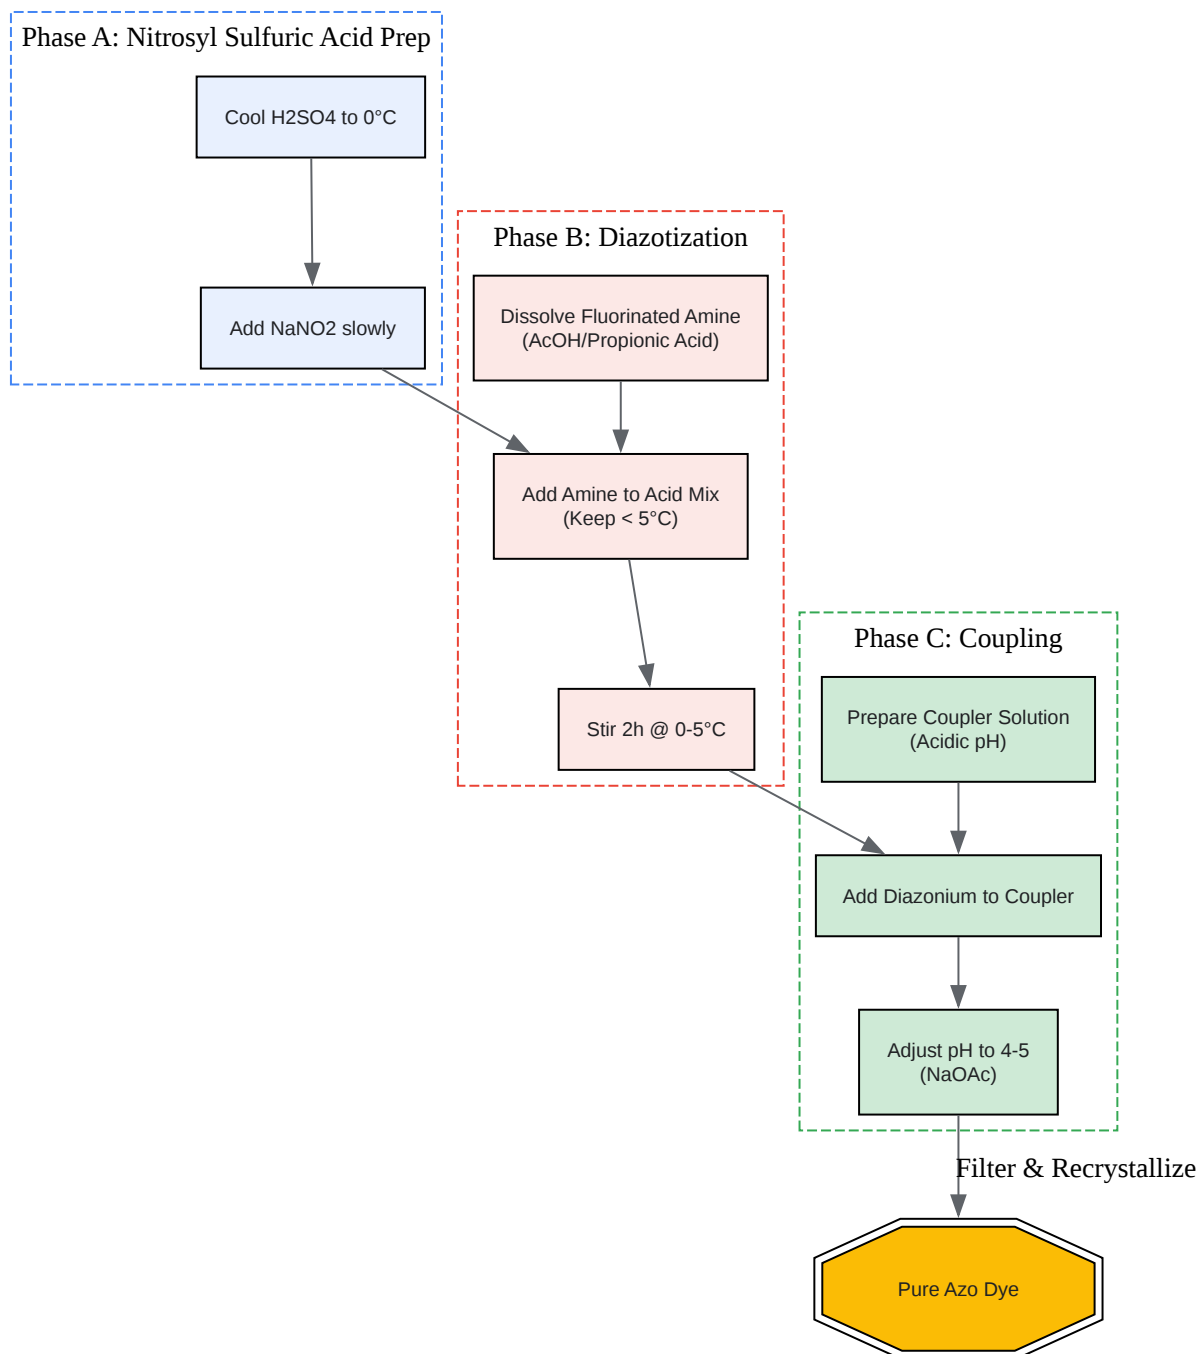 Phase A: Nitrosyl Sulfuric Acid Prep
Cool H2SO4 to 0°C
Add NaNO2 slowly
Phase B: Diazotization
Dissolve Fluorinated Amine
(AcOH/Propionic Acid)
Add Amine to Acid Mix
(Keep < 5°C)
Stir 2h @ 0-5°C
Phase C: Coupling
Prepare Coupler Solution
(Acidic pH)
Add Diazonium to Coupler
Adjust pH to 4-5
(NaOAc)
Filter & Recrystallize
Pure Azo Dye